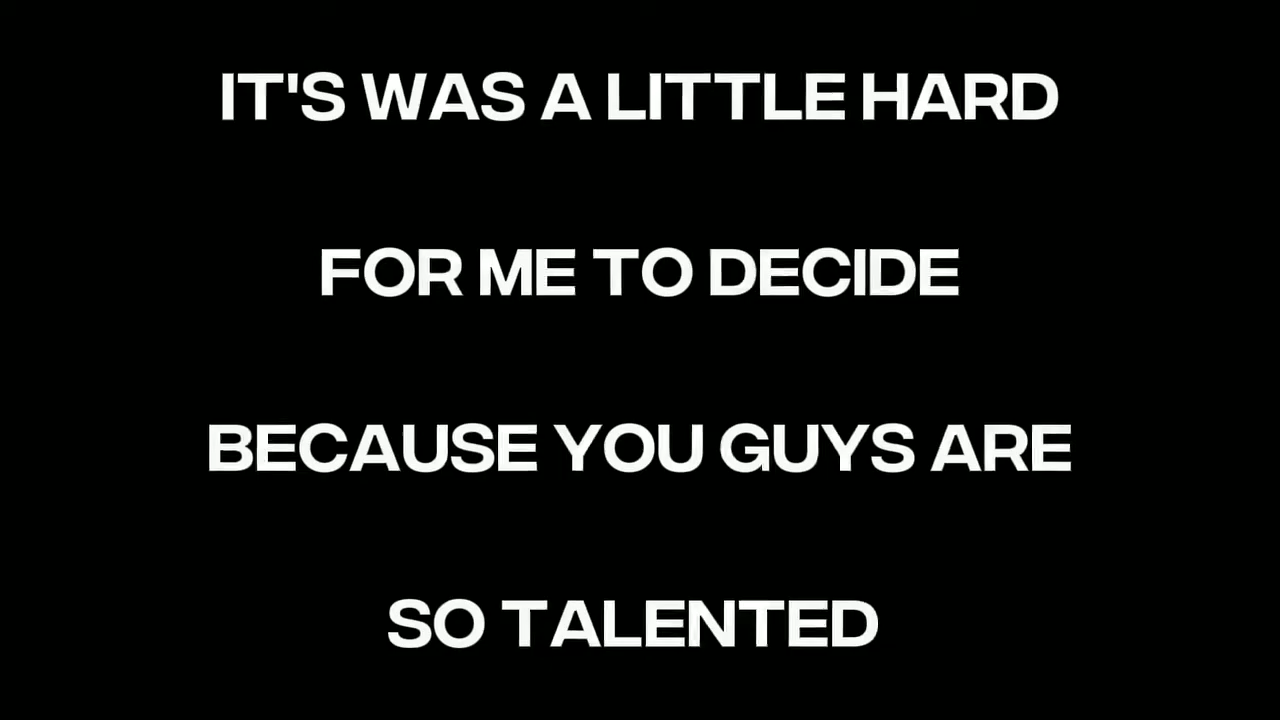 IT'S WAS A LITTLE HARD
FOR ME TO DECIDE
BECAUSE YOU GUYS ARE
SO TALENTED